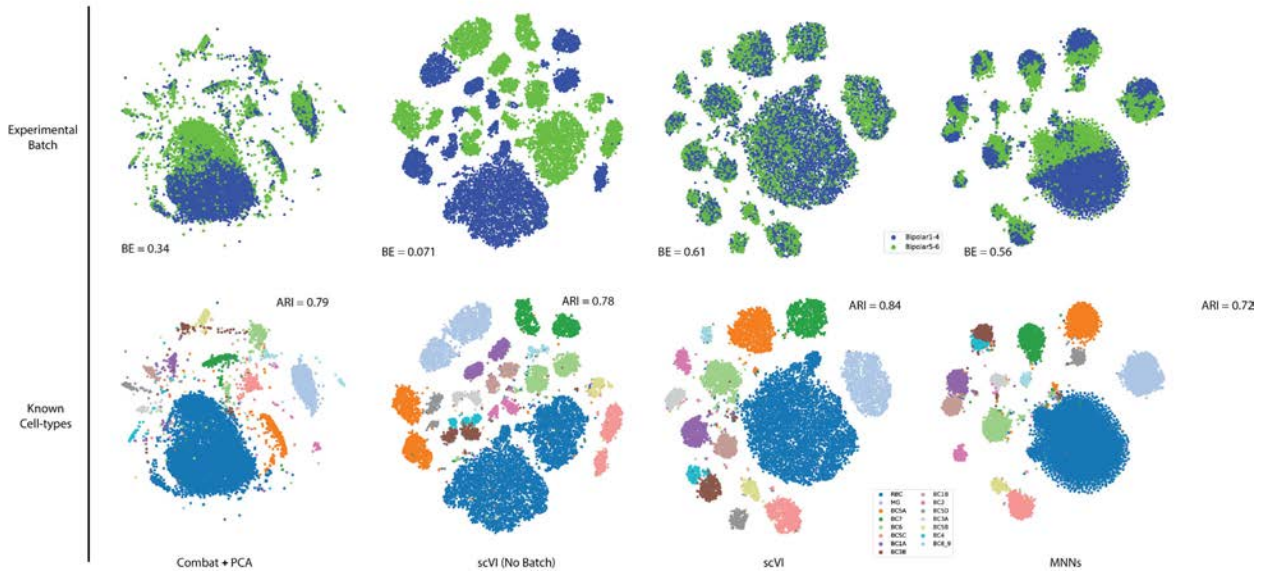 Experimental
Batch
BE = 0.34
BE = 0.071
BE = 0.61
Bipolar1-4
Bipolar5-6
BE = 0.56
ARI = 0.79
ARI = 0.78
ARI = 0.84
ARI = 0.72
Known
Cell-types
RBC
MG
BC5A
BC7
BC6
BC5C
BC1A
BC3B
BC1B
BC2
BC5D
BC3A
BC5B
BC4
BC8_9
Combat + PCA
scVI (No Batch)
scVI
MNNs